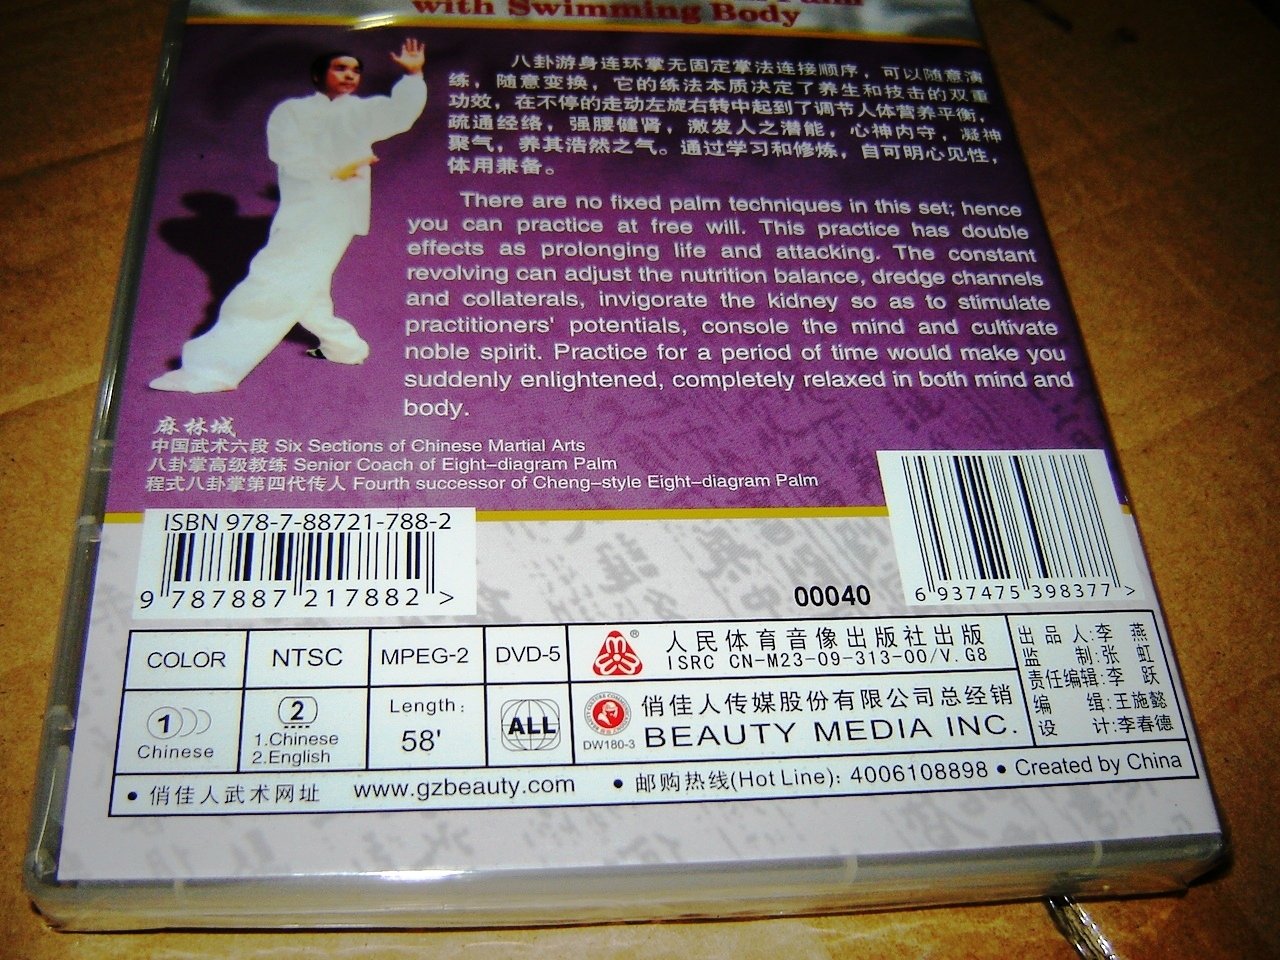 with Swimming Body
八卦游身连环掌无固定掌法连接顺序，可以随意演
练，随意变换，它的练法本质决定了养生和技击的双重
功效，在不停的走动左旋右转中起到了调节人体营养平衡，
疏通经络，强腰健肾，激发人之潜能，心神内守，凝神
聚气，养其浩然之气。通过学习和修炼，自可明心见性，
体用兼备。
There are no fixed palm techniques in this set; hence
you can practice at free will. This practice has double
effects as prolonging life and attacking. The constant
revolving can adjust the nutrition balance, dredge channels
and collaterals, invigorate the kidney so as to stimulate
practitioners' potentials, console the mind and cultivate
noble spirit. Practice for a period of time would make you
suddenly enlightened, completely relaxed in both mind and
body.
麻林城
中国武术六段 Six Sections of Chinese Martial Arts
八卦掌高级教练 Senior Coach of Eight-diagram Palm
程式八卦掌第四代传人 Fourth successor of Cheng-style Eight-diagram Palm
ISBN 978-7-88721-788-2
9 787887 217882 >
00040
6 937475 398377 >
COLOR
NTSC
MPEG-2
DVD-5
人民体育音像出版社出版
ISRC CN-M23-09-313-00/V.G8
1
Chinese
2
1.Chinese
2.English
Length:
58'
ALL
DW180-3
俏佳人传媒股份有限公司总经销
BEAUTY MEDIA INC.
出品人:李 燕
监 制:张 虹
责任编辑:李 跃
编 缉:王施懿
设 计:李春德
• 俏佳人武术网址 www.gzbeauty.com • 邮购热线(Hot Line): 4006108898 • Created by China